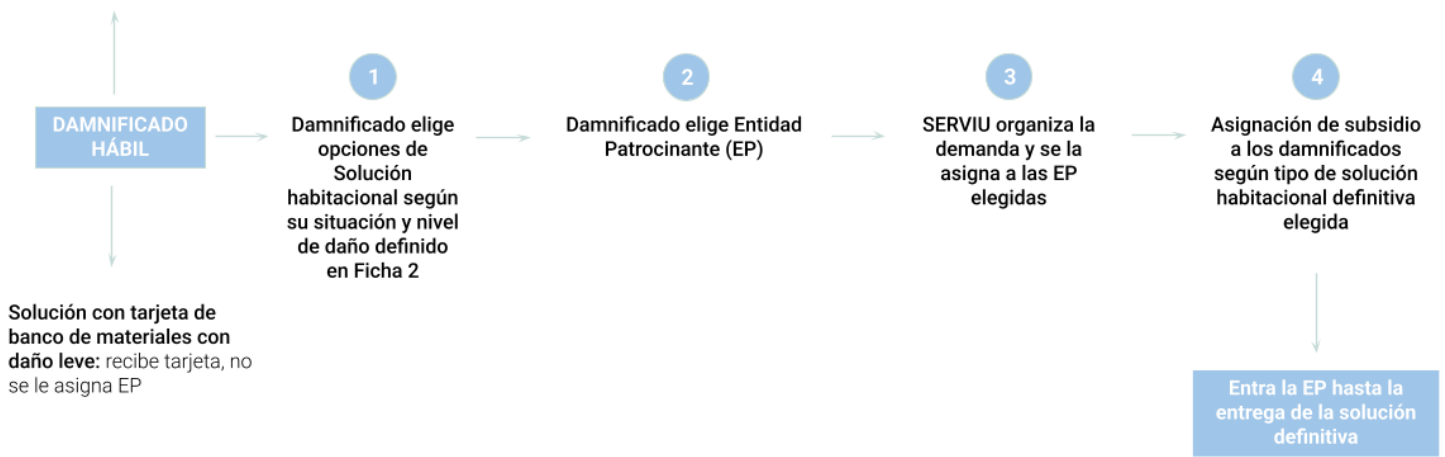 DAMNIFICADO
HÁBIL
1
Damnificado elige
opciones de
Solución
habitacional según
su situación y nivel
de daño definido
en Ficha 2
2
Damnificado elige Entidad
Patrocinante (EP)
3
SERVIU organiza la
demanda y se la
asigna a las EP
elegidas
4
Asignación de subsidio
a los damnificados
según tipo de solución
habitacional definitiva
elegida
Solución con tarjeta de
banco de materiales con
daño leve: recibe tarjeta, no
se le asigna EP
Entra la EP hasta la
entrega de la solución
definitiva